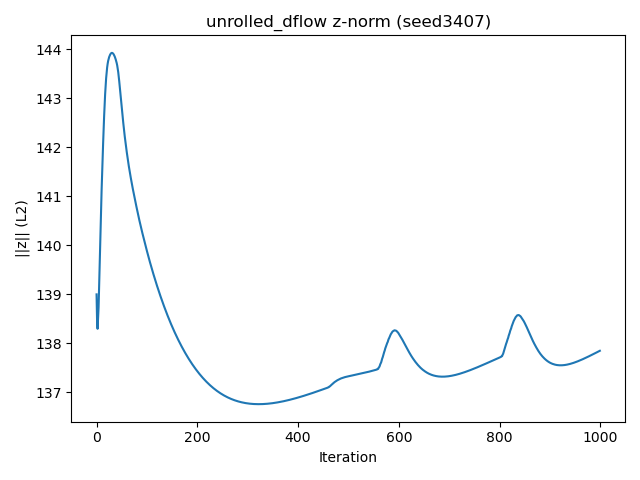 unrolled_dflow z-norm (seed3407)
||z|| (L2)
144
143
142
141
140
139
138
137
0 200 400 600 800 1000
Iteration